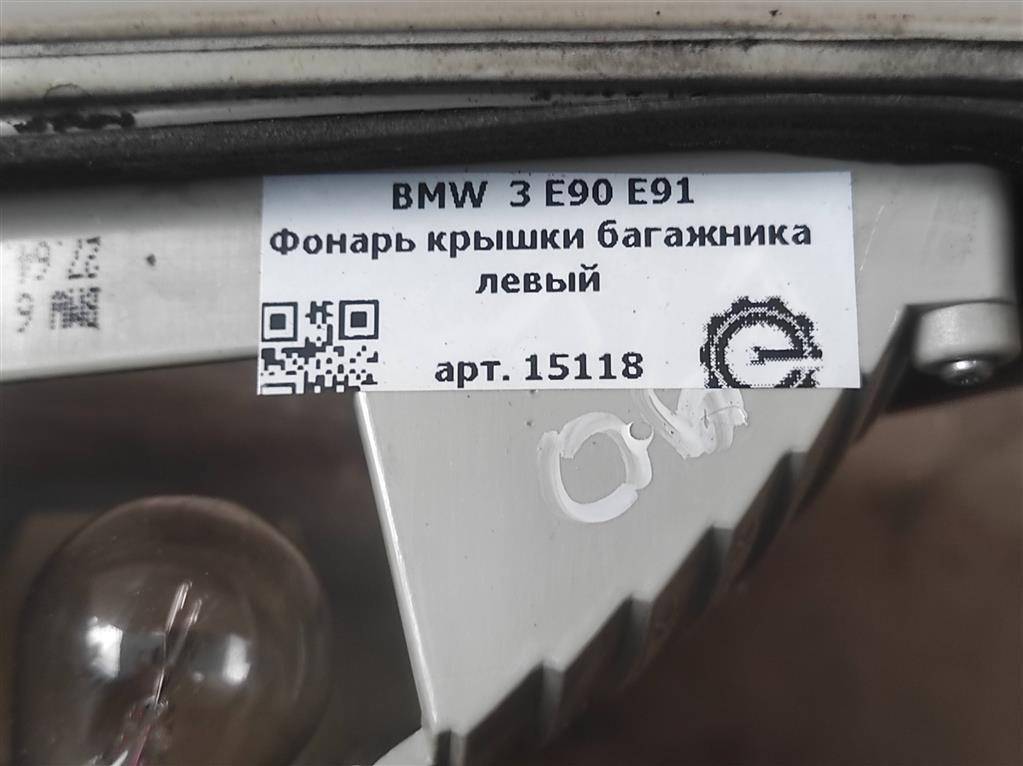 BMW 3 E90 E91
Фонарь крышки багажника
левый
арт. 15118